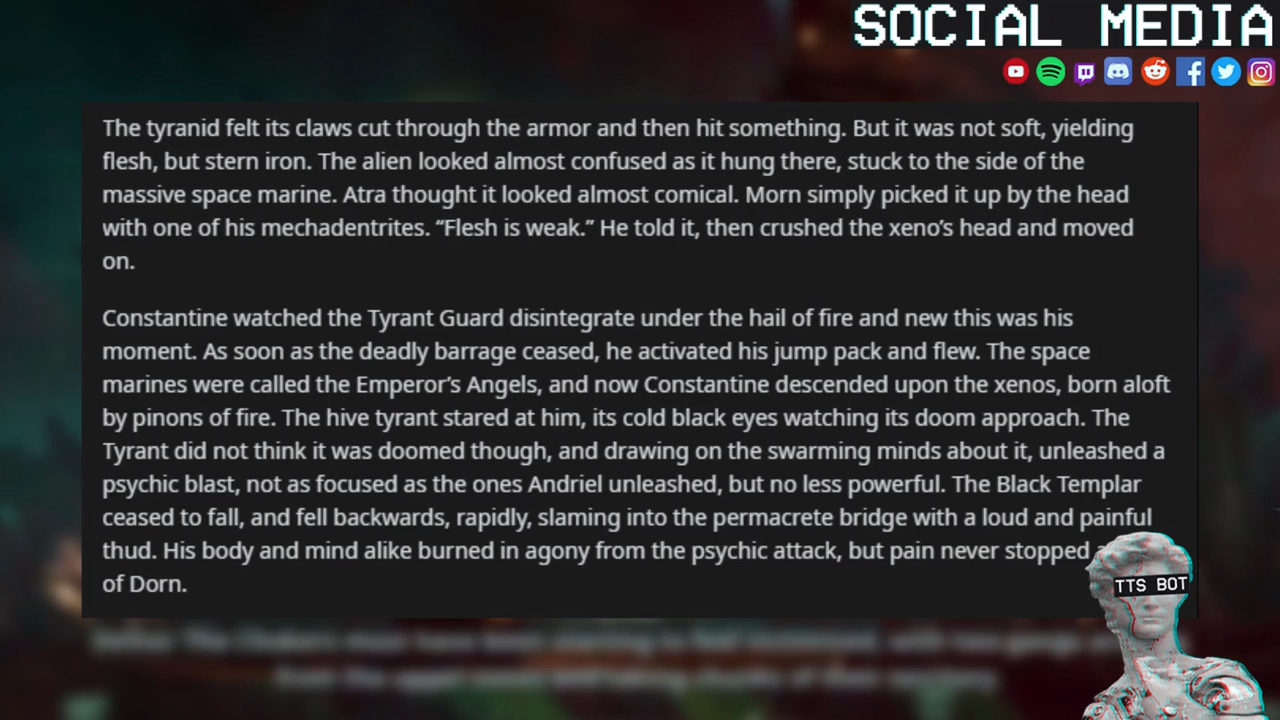 SOCIAL MEDIA
The tyranid felt its claws cut through the armor and then hit something. But it was not soft, yielding
flesh, but stern iron. The alien looked almost confused as it hung there, stuck to the side of the
massive space marine. Atra thought it looked almost comical. Morn simply picked it up by the head
with one of his mechadentrites. “Flesh is weak.” He told it, then crushed the xeno’s head and moved
on.
Constantine watched the Tyrant Guard disintegrate under the hail of fire and new this was his
moment. As soon as the deadly barrage ceased, he activated his jump pack and flew. The space
marines were called the Emperor’s Angels, and now Constantine descended upon the xenos, born aloft
by pinons of fire. The hive tyrant stared at him, its cold black eyes watching its doom approach. The
Tyrant did not think it was doomed though, and drawing on the swarming minds about it, unleashed a
psychic blast, not as focused as the ones Andriel unleashed, but no less powerful. The Black Templar
ceased to fall, and fell backwards, rapidly, slaming into the permacrete bridge with a loud and painful
thud. His body and mind alike burned in agony from the psychic attack, but pain never stopped
of Dorn.
TTS BOT